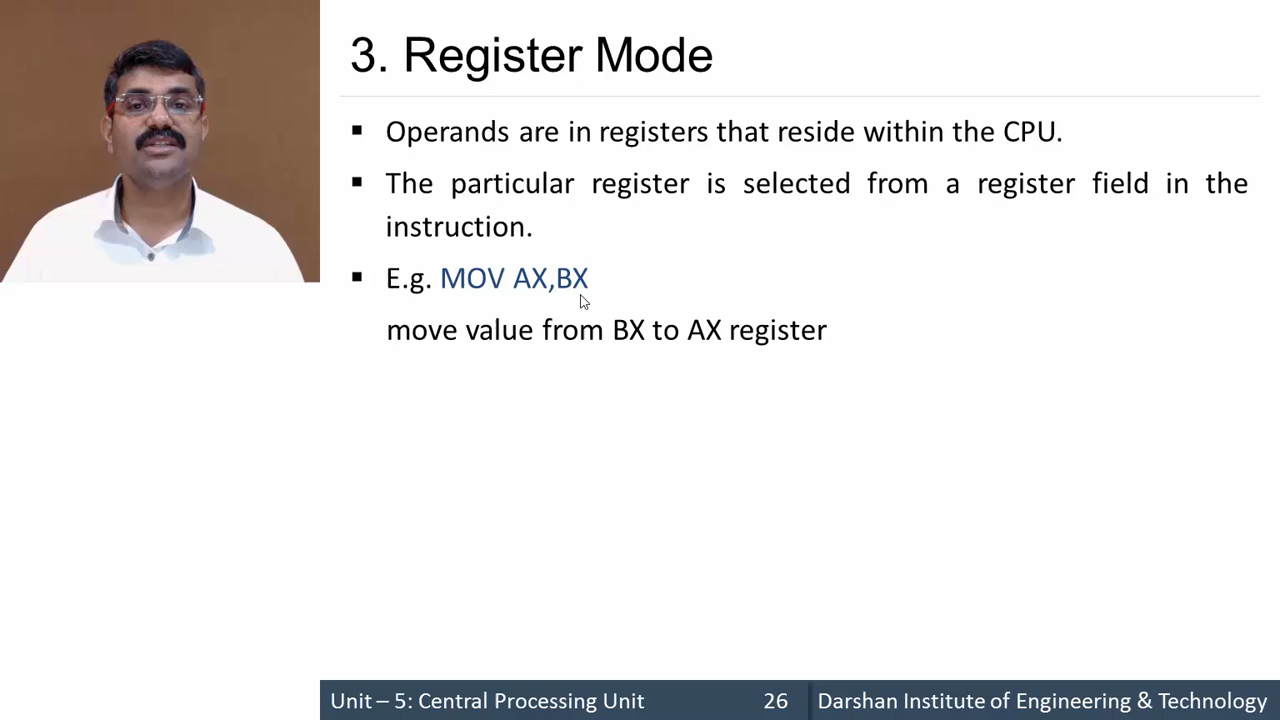 3. Register Mode
▪ Operands are in registers that reside within the CPU.
▪ The particular register is selected from a register field in the
instruction.
▪ E.g. MOV AX,BX
move value from BX to AX register
Unit – 5: Central Processing Unit 26 Darshan Institute of Engineering & Technology